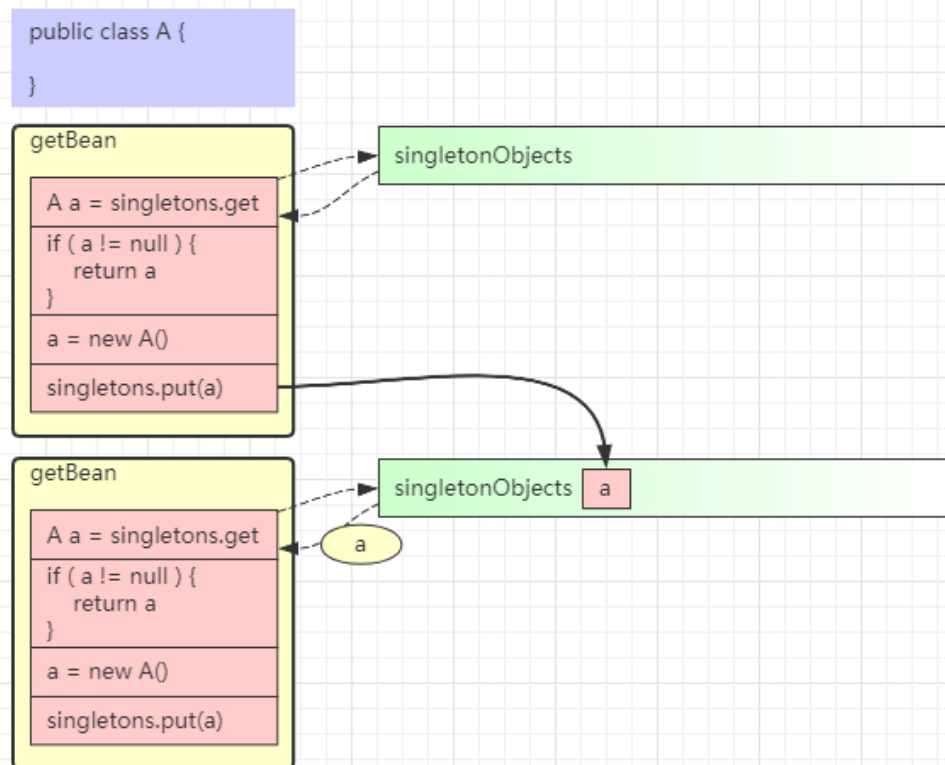 public class A {
}
getBean
A a = singletons.get
if ( a != null ) {
return a
}
a = new A()
singletons.put(a)
singletonObjects
getBean
A a = singletons.get
if ( a != null ) {
return a
}
a = new A()
singletons.put(a)
singletonObjects
a
a